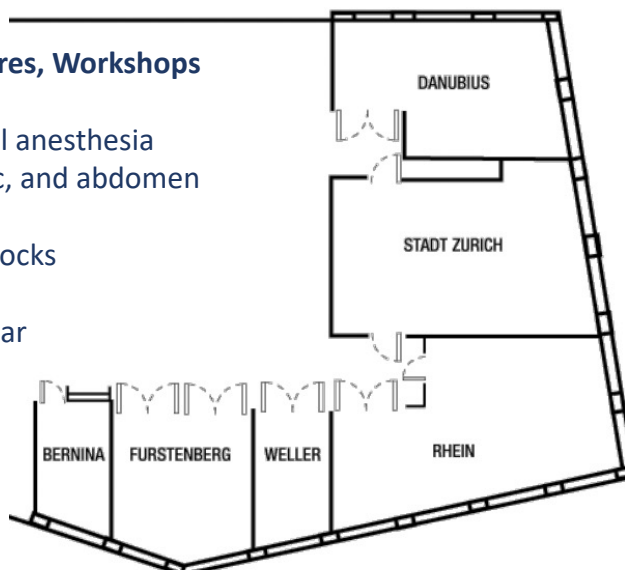 res, Workshops
l anesthesia
c, and abdomen
ocks
ar
DANUBIUS
STADT ZURICH
BERNINA FURSTENBERG WELLER RHEIN